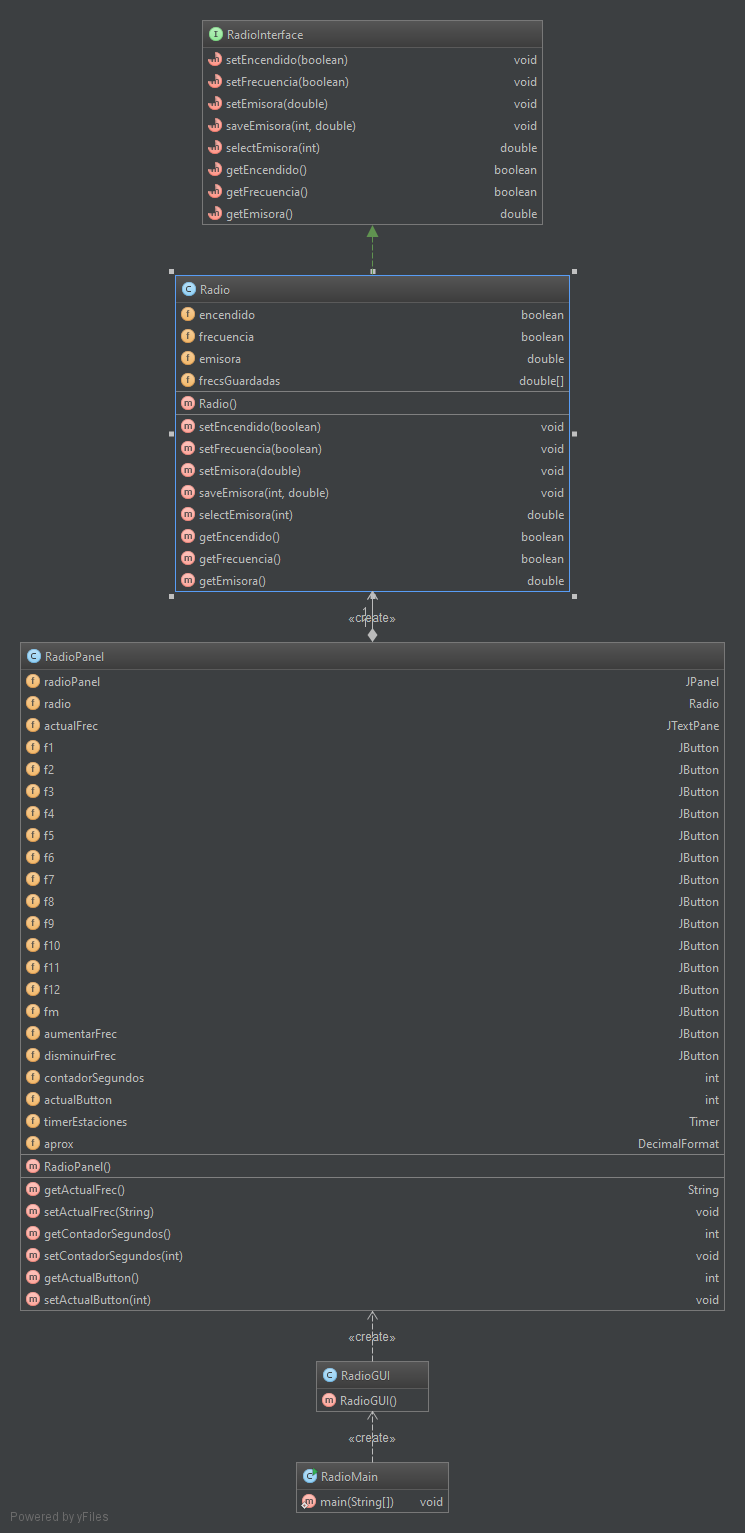 RadioInterface
setEncendido(boolean) void
setFrecuencia(boolean) void
setEmisora(double) void
saveEmisora(int, double) void
selectEmisora(int) double
getEncendido() boolean
getFrecuencia() boolean
getEmisora() double
Radio
encendido boolean
frecuencia boolean
emisora double
frecsGuardadas double[]
Radio()
setEncendido(boolean) void
setFrecuencia(boolean) void
setEmisora(double) void
saveEmisora(int, double) void
selectEmisora(int) double
getEncendido() boolean
getFrecuencia() boolean
getEmisora() double
1
«create»
RadioPanel
radioPanel JPanel
radio Radio
actualFrec JTextPane
f1 JButton
f2 JButton
f3 JButton
f4 JButton
f5 JButton
f6 JButton
f7 JButton
f8 JButton
f9 JButton
f10 JButton
f11 JButton
f12 JButton
fm JButton
aumentarFrec JButton
disminuirFrec JButton
contadorSegundos int
actualButton int
timerEstaciones Timer
aprox DecimalFormat
RadioPanel()
getActualFrec() String
setActualFrec(String) void
getContadorSegundos() int
setContadorSegundos(int) void
getActualButton() int
setActualButton(int) void
«create»
RadioGUI
RadioGUI()
«create»
RadioMain
main(String[]) void
Powered by yFiles